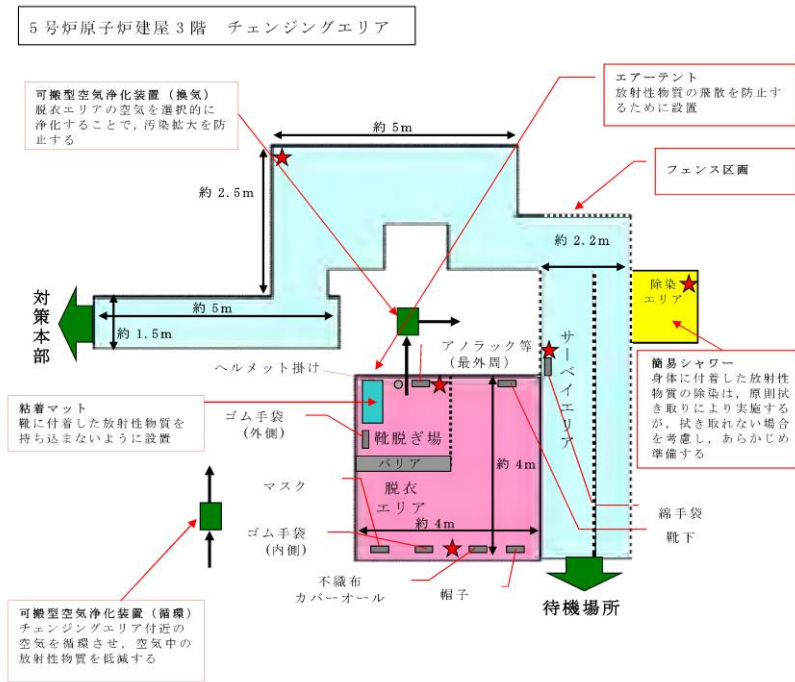 5号炉原子炉建屋3階　チェンジングエリア
可搬型空気浄化装置（換気）
脱衣エリアの空気を選択的に
浄化することで，汚染拡大を防
止する
エアーテント
放射性物質の飛散を防止す
るために設置
約 5m
フェンス区画
約 2.5m
約 2.2m
除染
エリア
対策本部
約 5m
約 1.5m
サーベイエリア
アノラック等
(最外周)
ヘルメット掛け
簡易シャワー
身体に付着した放射性
物質の除染は，原則拭
き取りにより実施する
が，拭き取れない場合
を考慮し，あらかじめ
準備する
粘着マット
靴に付着した放射性物質を
持ち込まないように設置
ゴム手袋
(外側)
靴脱ぎ場
バリア
約 4m
マスク
脱衣
エリア
約 4m
綿手袋
靴下
ゴム手袋
(内側)
不織布
カバーオール
帽子
待機場所
可搬型空気浄化装置（循環）
チェンジングエリア付近の
空気を循環させ，空気中の
放射性物質を低減する